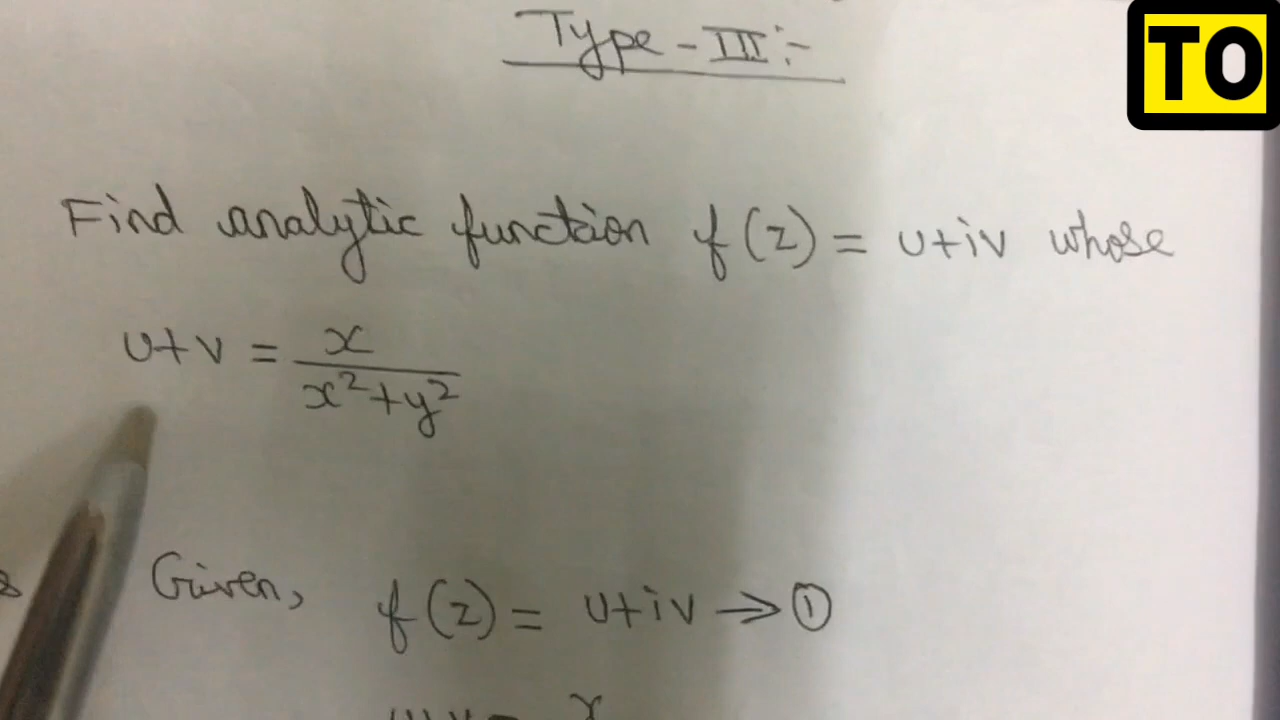 Type-III:-
TO
Find analytic function f(z) = u+iv whose
u+v = x/(x²+y²)
Given, f(z) = u+iv → ①